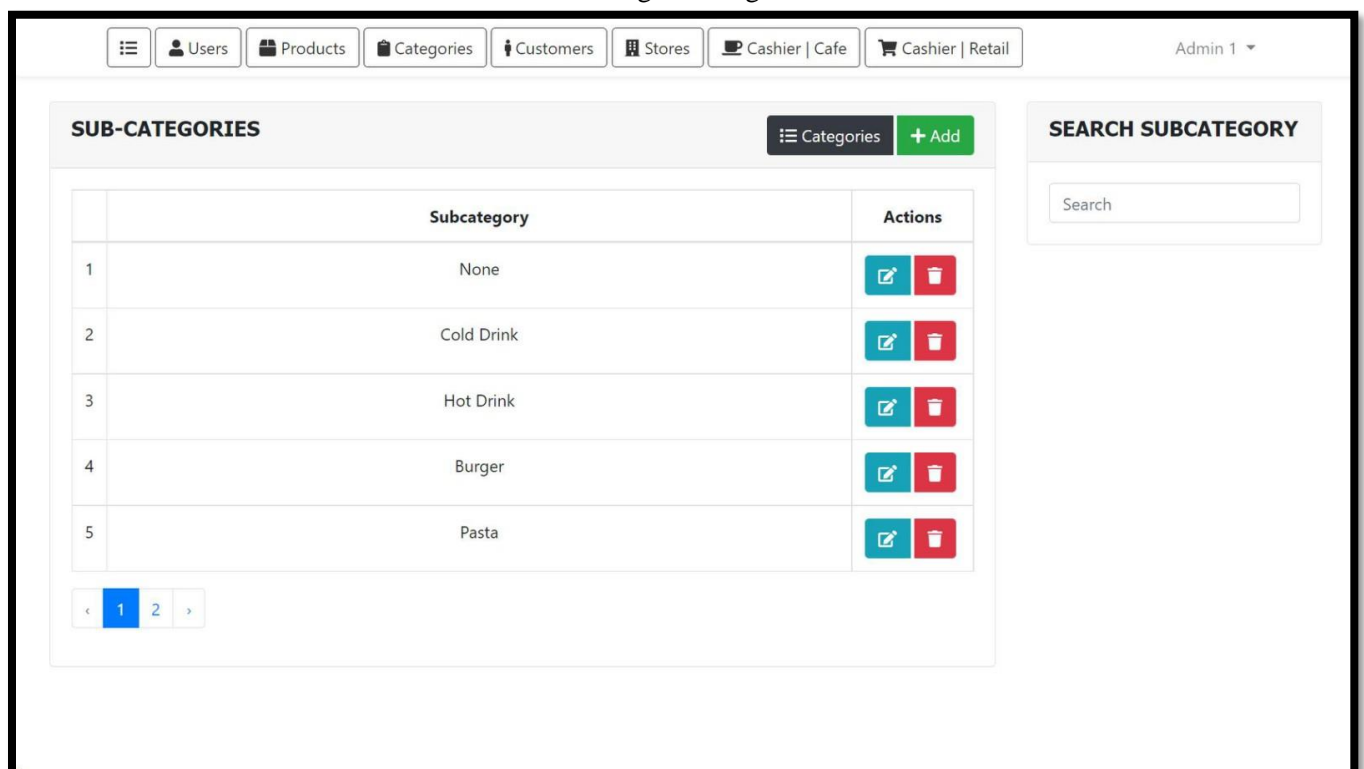 Users Products Categories Customers Stores Cashier | Cafe Cashier | Retail Admin 1
SUB-CATEGORIES Categories + Add
SEARCH SUBCATEGORY
Search
Subcategory Actions
1 None
2 Cold Drink
3 Hot Drink
4 Burger
5 Pasta
‹ 1 2 ›